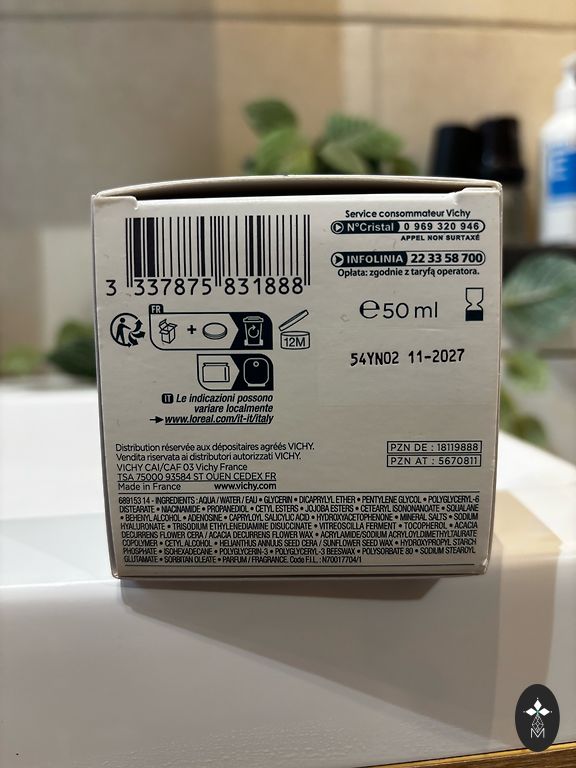 Service consommateur Vichy
N°Cristal 0 969 320 946
APPEL NON SURTAXÉ
INFOLINIA 22 33 58 700
Opłata: zgodnie z taryfą operatora.
3 337875 831888
FR
+
12M
℮50 ml
54YN02 11-2027
IT Le indicazioni possono
variare localmente
www.loreal.com/it-it/italy
Distribution réservée aux dépositaires agréés VICHY.
Vendita riservata ai distributori autorizzati VICHY.
VICHY CAI/CAF 03 Vichy France
TSA 75000 93584 ST OUEN CEDEX FR
Made in France www.vichy.com
PZN DE : 18119888
PZN AT : 5670811
689153 14 - INGREDIENTS: AQUA / WATER / EAU • GLYCERIN • DICAPRYLYL ETHER • PENTYLENE GLYCOL • POLYGLYCERYL-6
DISTEARATE • NIACINAMIDE • PROPANEDIOL • CETYL ESTERS • JOJOBA ESTERS • CETEARYL ISONONANOATE • SQUALANE
• BEHENYL ALCOHOL • ADENOSINE • CAPRYLOYL SALICYLIC ACID • HYDROXYACETOPHENONE • MINERAL SALTS • SODIUM
HYALURONATE • TRISODIUM ETHYLENEDIAMINE DISUCCINATE • VITREOSCILLA FERMENT • TOCOPHEROL • ACACIA
DECURRENS FLOWER CERA / ACACIA DECURRENS FLOWER WAX • ACRYLAMIDE/SODIUM ACRYLOYLDIMETHYLTAURATE
COPOLYMER • CETYL ALCOHOL • HELIANTHUS ANNUUS SEED CERA / SUNFLOWER SEED WAX • HYDROXYPROPYL STARCH
PHOSPHATE • ISOHEXADECANE • POLYGLYCERIN-3 • POLYGLYCERYL-3 BEESWAX • POLYSORBATE 80 • SODIUM STEAROYL
GLUTAMATE • SORBITAN OLEATE • PARFUM / FRAGRANCE. Code F.I.L.: N70017704/1
M